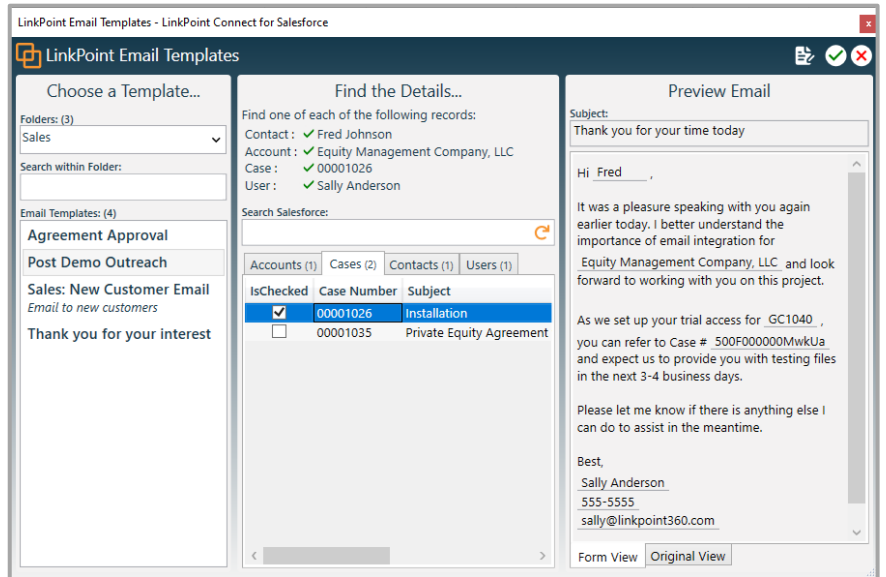 LinkPoint Email Templates - LinkPoint Connect for Salesforce
x
LinkPoint Email Templates
Choose a Template...
Folders: (3)
Sales
Search within Folder:
Email Templates: (4)
Agreement Approval
Post Demo Outreach
Sales: New Customer Email
Email to new customers
Thank you for your interest
Find the Details...
Find one of each of the following records:
Contact : ✓ Fred Johnson
Account : ✓ Equity Management Company, LLC
Case : ✓ 00001026
User : ✓ Sally Anderson
Search Salesforce:
Accounts (1) Cases (2) Contacts (1) Users (1)
IsChecked Case Number Subject
00001026 Installation
00001035 Private Equity Agreement
Preview Email
Subject:
Thank you for your time today
Hi Fred ,
It was a pleasure speaking with you again
earlier today. I better understand the
importance of email integration for
Equity Management Company, LLC and look
forward to working with you on this project.
As we set up your trial access for GC1040 ,
you can refer to Case # 500F000000MwkUa
and expect us to provide you with testing files
in the next 3-4 business days.
Please let me know if there is anything else I
can do to assist in the meantime.
Best,
Sally Anderson
555-5555
sally@linkpoint360.com
Form View Original View